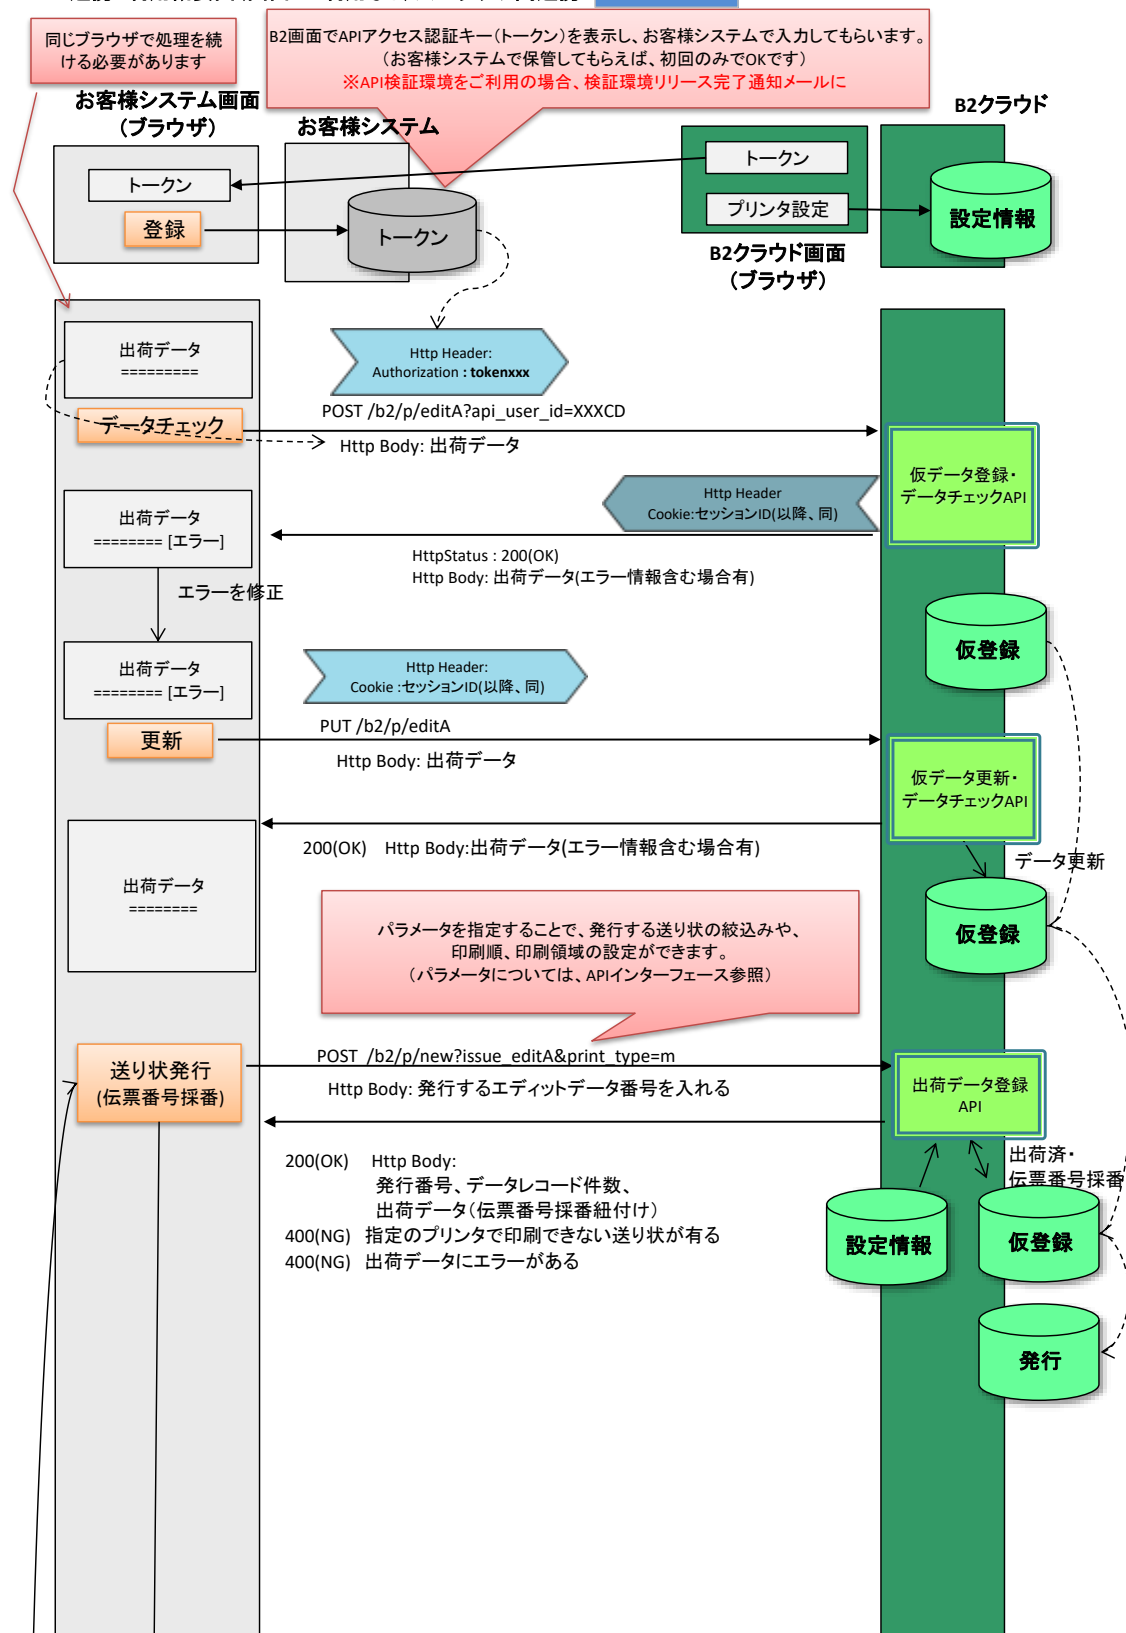 同じブラウザで処理を続
ける必要があります
B2画面でAPIアクセス認証キー(トークン)を表示し、お客様システムで入力してもらいます。
(お客様システムで保管してもらえば、初回のみでOKです)
※API検証環境をご利用の場合、検証環境リリース完了通知メールに
お客様システム画面
(ブラウザ)
お客様システム
B2クラウド
トークン
登録
トークン
トークン
プリンタ設定
設定情報
B2クラウド画面
(ブラウザ)
出荷データ
=========
Http Header:
Authorization : tokenxxx
POST /b2/p/editA?api_user_id=XXXCD
データチェック
Http Body: 出荷データ
仮データ登録・
データチェックAPI
Http Header
Cookie:セッションID(以降、同)
出荷データ
======== [エラー]
HttpStatus : 200(OK)
Http Body: 出荷データ(エラー情報含む場合有)
エラーを修正
仮登録
出荷データ
======== [エラー]
Http Header:
Cookie :セッションID(以降、同)
PUT /b2/p/editA
更新
Http Body: 出荷データ
仮データ更新・
データチェックAPI
200(OK) Http Body:出荷データ(エラー情報含む場合有)
データ更新
出荷データ
========
仮登録
パラメータを指定することで、発行する送り状の絞込みや、
印刷順、印刷領域の設定ができます。
(パラメータについては、APIインターフェース参照)
POST /b2/p/new?issue_editA&print_type=m
送り状発行
(伝票番号採番)
Http Body: 発行するエディットデータ番号を入れる
出荷データ登録
API
出荷済・
伝票番号採番
200(OK) Http Body:
発行番号、データレコード件数、
出荷データ(伝票番号採番紐付け)
400(NG) 指定のプリンタで印刷できない送り状が有る
400(NG) 出荷データにエラーがある
設定情報
仮登録
発行